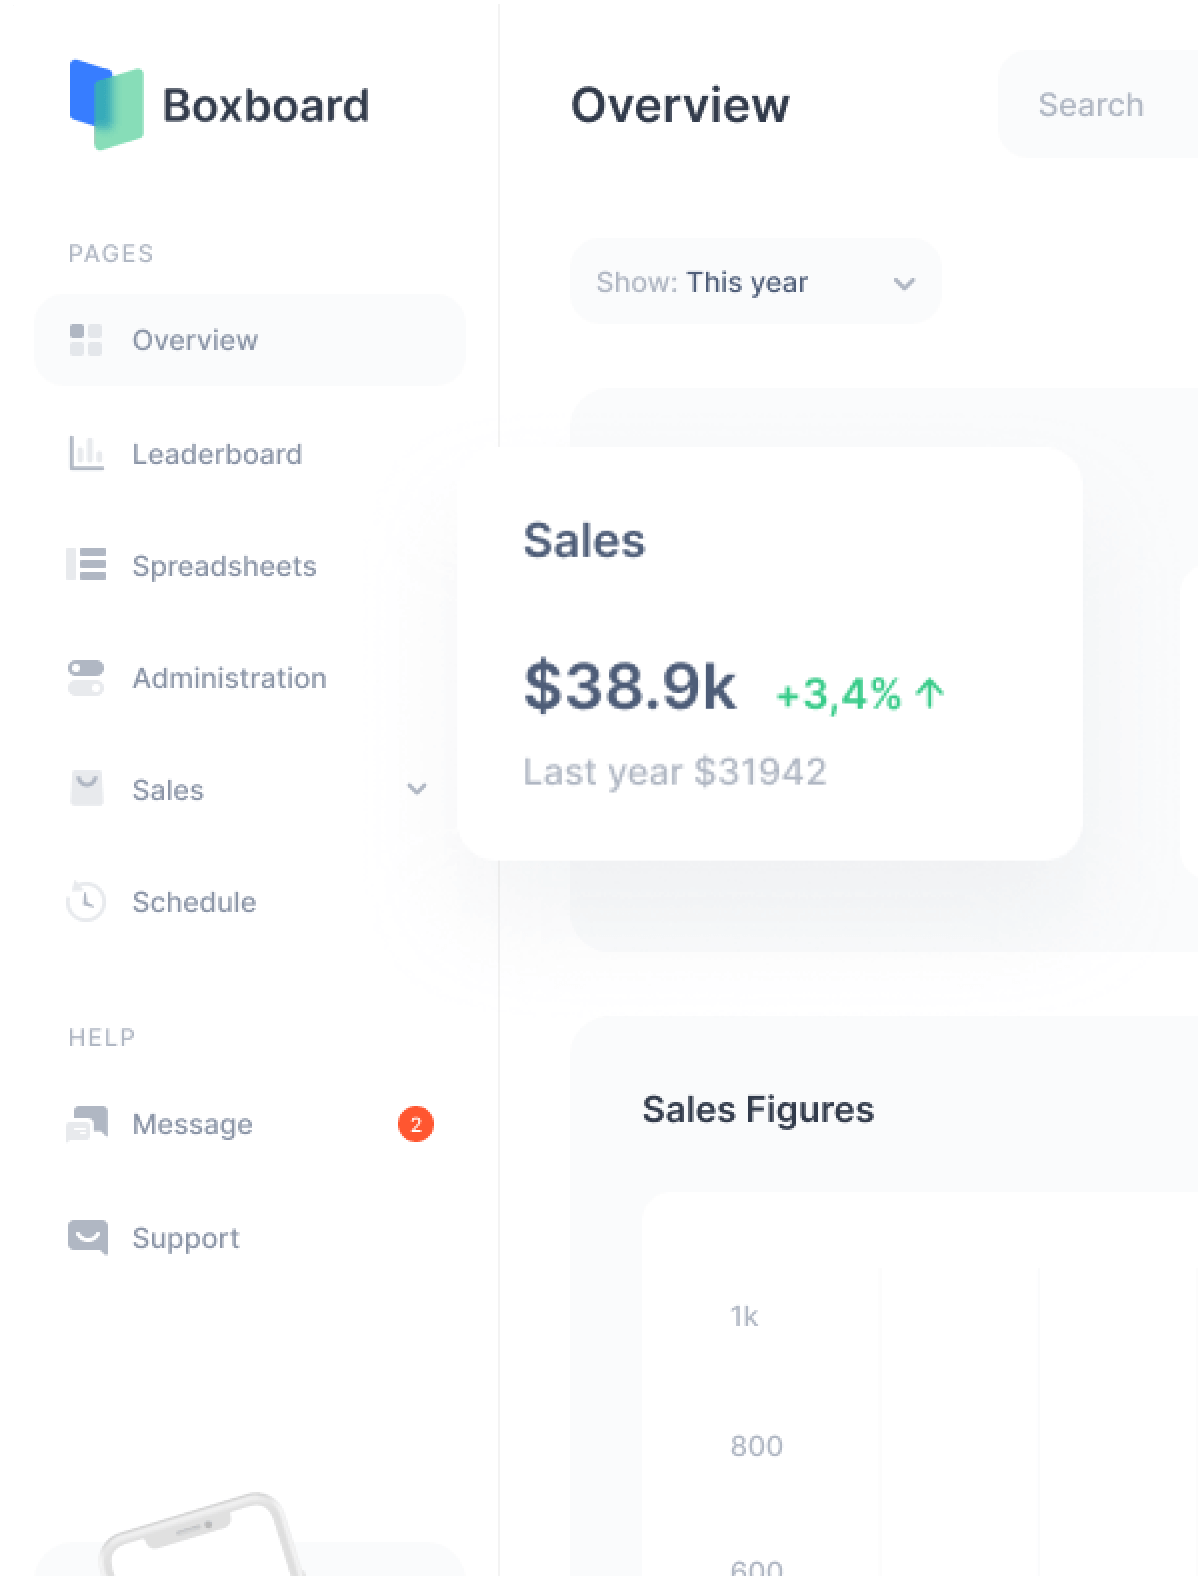 Boxboard
PAGES
Overview
Leaderboard
Spreadsheets
Administration
Sales
Schedule
HELP
Message 2
Support
Overview
Search
Show: This year
Sales
$38.9k +3,4% ↑
Last year $31942
Sales Figures
1k
800
600